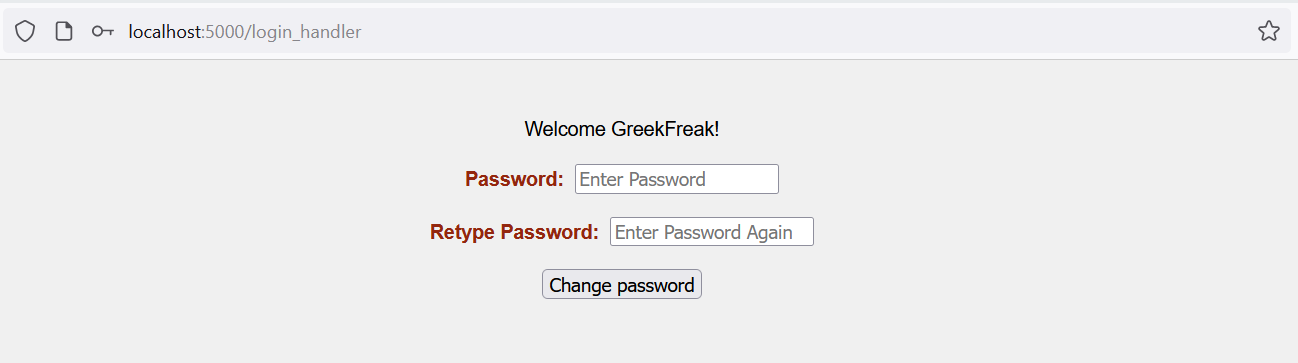 localhost:5000/login_handler
Welcome GreekFreak!
Password: Enter Password
Retype Password: Enter Password Again
Change password